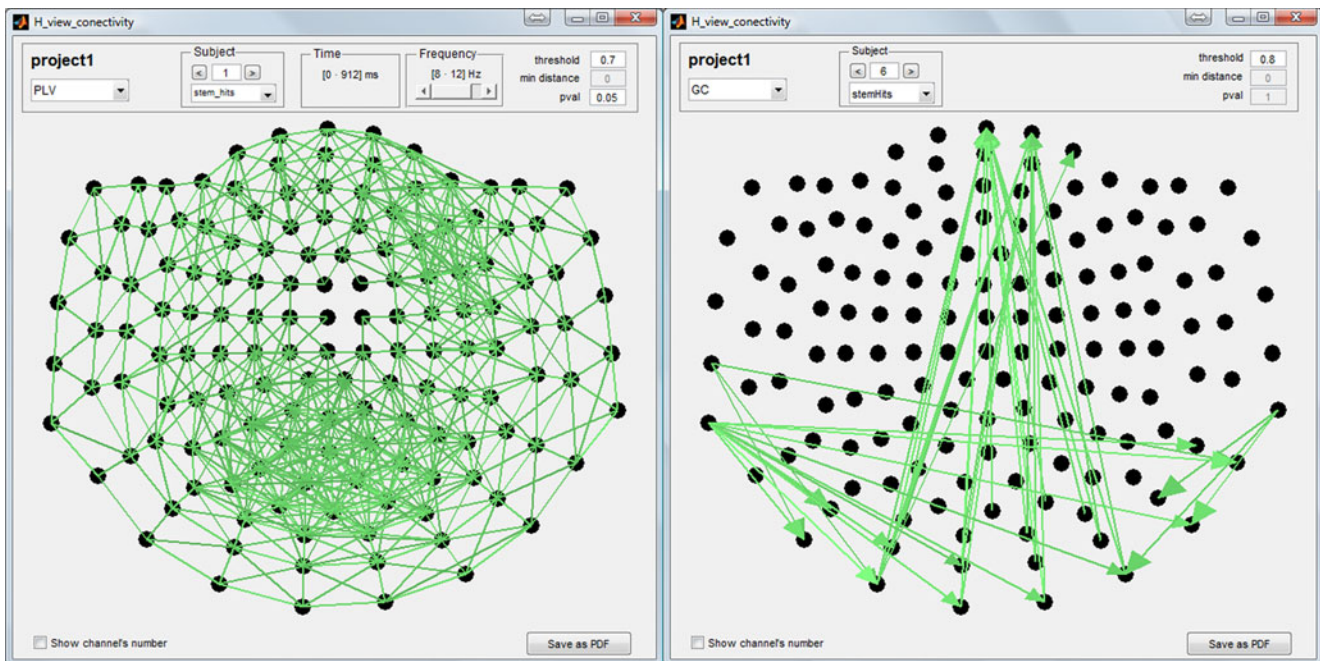 H_view_conectivity
project1
PLV
Subject
< 1 >
stem_hits
Time
[0 - 912] ms
Frequency
[8 - 12] Hz
threshold 0.7
min distance 0
pval 0.05
Show channel's number
Save as PDF
H_view_conectivity
project1
GC
Subject
< 6 >
stemHits
threshold 0.8
min distance 0
pval 1
Show channel's number
Save as PDF